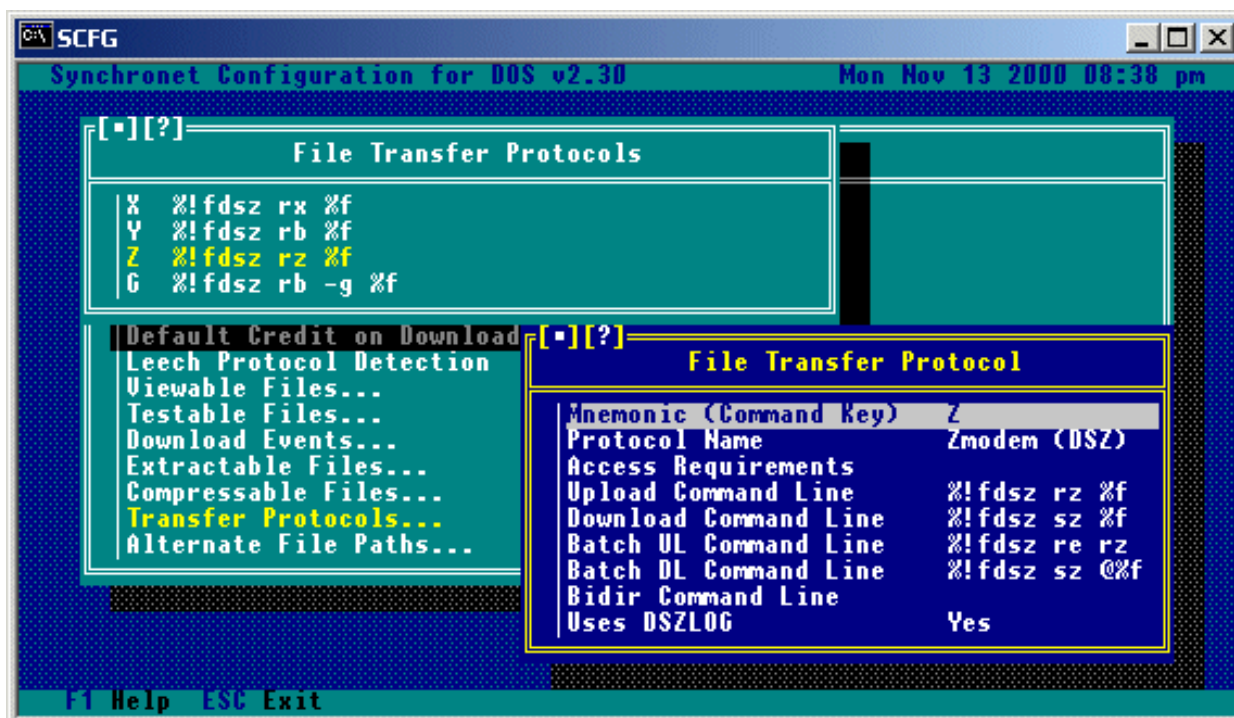 SCFG
Synchronet Configuration for DOS v2.30 Mon Nov 13 2000 08:38 pm
[▪][?]
File Transfer Protocols
X %!fdsz rx %f
Y %!fdsz rb %f
Z %!fdsz rz %f
G %!fdsz rb -g %f
Default Credit on Download
Leech Protocol Detection
Viewable Files...
Testable Files...
Download Events...
Extractable Files...
Compressable Files...
Transfer Protocols...
Alternate File Paths...
[▪][?]
File Transfer Protocol
Mnemonic (Command Key) Z
Protocol Name Zmodem (DSZ)
Access Requirements
Upload Command Line %!fdsz rz %f
Download Command Line %!fdsz sz %f
Batch UL Command Line %!fdsz re rz
Batch DL Command Line %!fdsz sz @%f
Bidir Command Line
Uses DSZLOG Yes
F1 Help ESC Exit